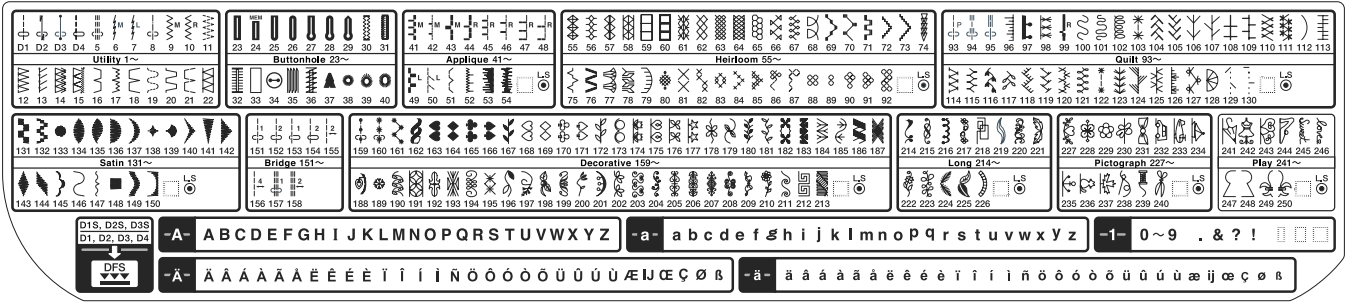 D1 D2 D3 D4 5 6 7 8 9 10 11
Utility 1~
12 13 14 15 16 17 18 19 20 21 22
MEM
23 24 25 26 27 28 29 30 31
Buttonhole 23~
32 33 34 35 36 37 38 39 40
41 42 43 44 45 46 47 48
Applique 41~
49 50 51 52 53 54 L S
55 56 57 58 59 60 61 62 63 64 65 66 67 68 69 70 71 72 73 74
Heirloom 55~
75 76 77 78 79 80 81 82 83 84 85 86 87 88 89 90 91 92 L S
93 94 95 96 97 98 99 100 101 102 103 104 105 106 107 108 109 110 111 112 113
Quilt 93~
114 115 116 117 118 119 120 121 122 123 124 125 126 127 128 129 130 L S
131 132 133 134 135 136 137 138 139 140 141 142
Satin 131~
143 144 145 146 147 148 149 150 L S
151 152 153 154 155
Bridge 151~
156 157 158
159 160 161 162 163 164 165 166 167 168 169 170 171 172 173 174 175 176 177 178 179 180 181 182 183 184 185 186 187
Decorative 159~
188 189 190 191 192 193 194 195 196 197 198 199 200 201 202 203 204 205 206 207 208 209 210 211 212 213 L S
214 215 216 217 218 219 220 221
Long 214~
222 223 224 225 226 L S
227 228 229 230 231 232 233 234
Pictograph 227~
235 236 237 238 239 240 L S
241 242 243 244 245 246
Play 241~
247 248 249 250 L S
D1S, D2S, D3S
D1, D2, D3, D4
DFS
-A- A B C D E F G H I J K L M N O P Q R S T U V W X Y Z
-a- a b c d e f g h i j k l m n o p q r s t u v w x y z
-1- 0~9 . & ? !
-Ä- Ä Â Á À Ã Å Ë Ê É È Ï Î Í Ì Ñ Ö Ô Ó Ò Õ Ü Û Ú Ù Æ IJ Œ Ç Ø ß
-ä- ä â á à ã å ë ê é è ï î í ì ñ ö ô ó ò õ ü û ú ù æ ij œ ç ø ß